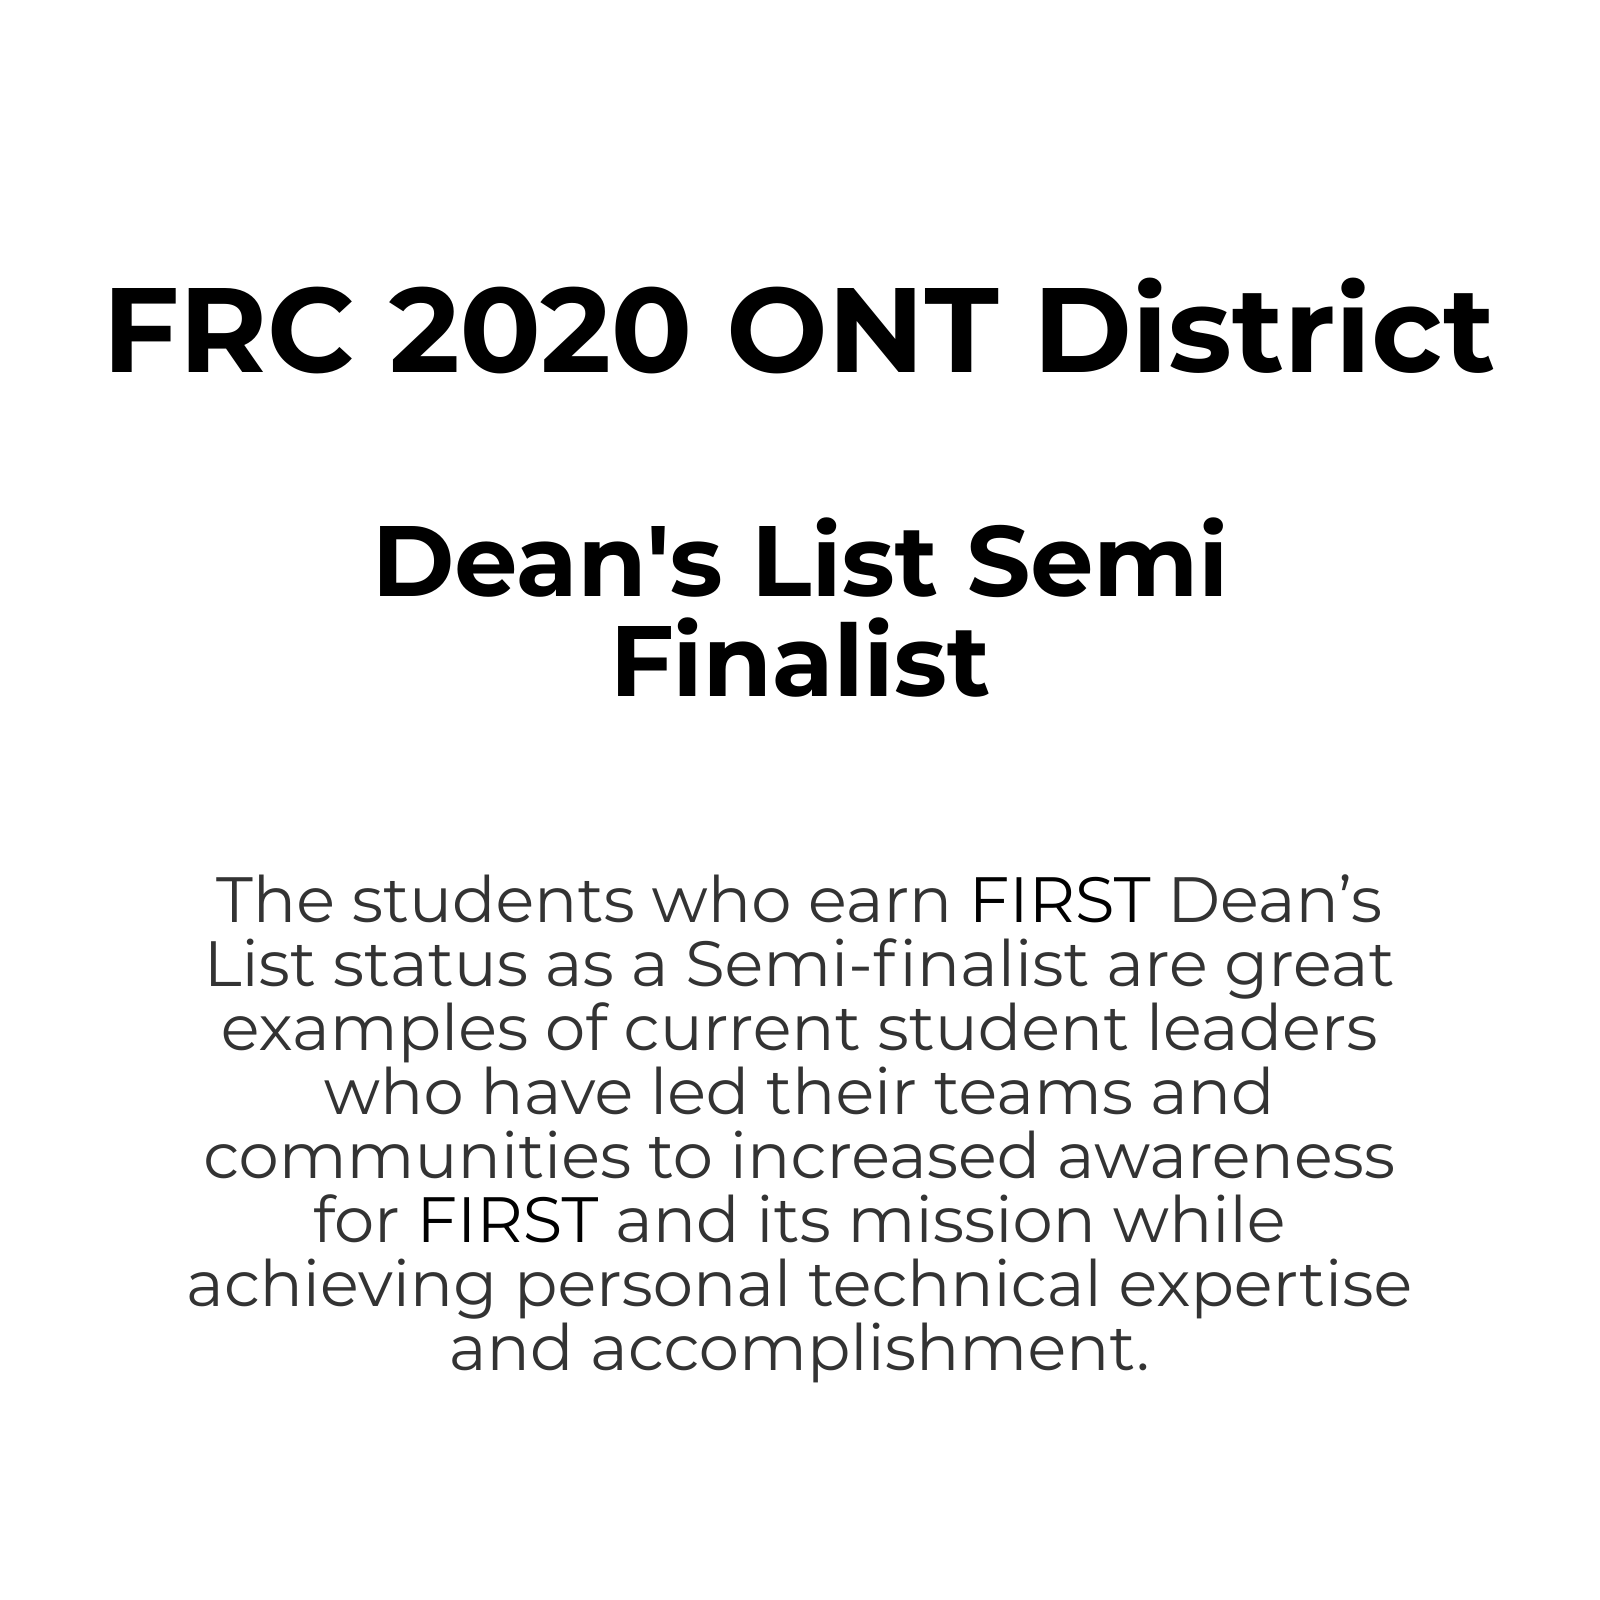 FRC 2020 ONT District
Dean's List Semi
Finalist
The students who earn FIRST Dean’s
List status as a Semi-finalist are great
examples of current student leaders
who have led their teams and
communities to increased awareness
for FIRST and its mission while
achieving personal technical expertise
and accomplishment.